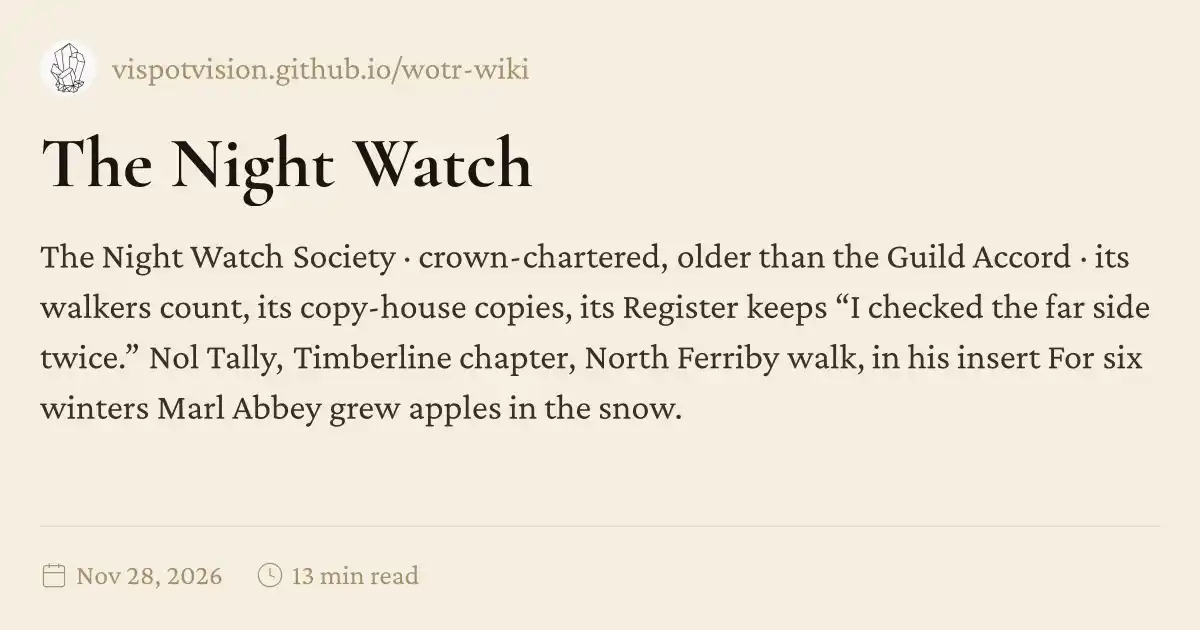 vispotvision.github.io/wotr-wiki
The Night Watch
The Night Watch Society · crown-chartered, older than the Guild Accord · its
walkers count, its copy-house copies, its Register keeps “I checked the far side
twice.” Nol Tally, Timberline chapter, North Ferriby walk, in his insert For six
winters Marl Abbey grew apples in the snow.
Nov 28, 2026
13 min read